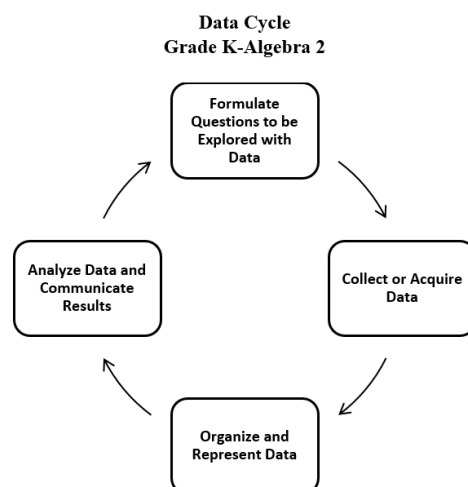 Data Cycle
Grade K-Algebra 2
Formulate
Questions to be
Explored with
Data
Collect or Acquire
Data
Organize and
Represent Data
Analyze Data and
Communicate
Results